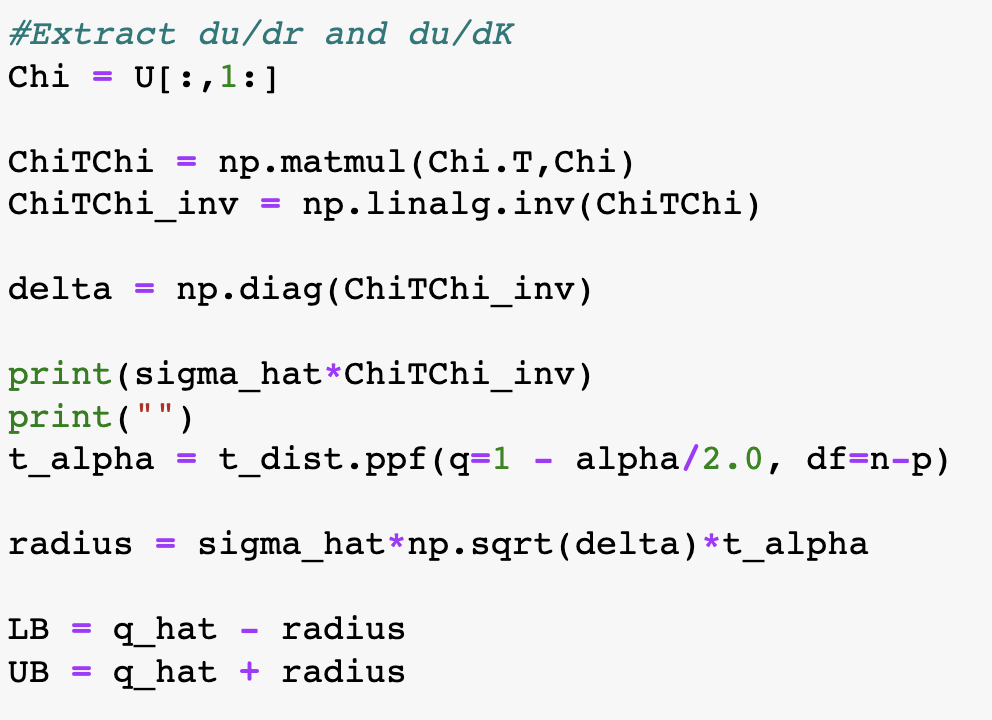 #Extract du/dr and du/dK
Chi = U[:,1:]
ChiTChi = np.matmul(Chi.T,Chi)
ChiTChi_inv = np.linalg.inv(ChiTChi)
delta = np.diag(ChiTChi_inv)
print(sigma_hat*ChiTChi_inv)
print("")
t_alpha = t_dist.ppf(q=1 - alpha/2.0, df=n-p)
radius = sigma_hat*np.sqrt(delta)*t_alpha
LB = q_hat - radius
UB = q_hat + radius